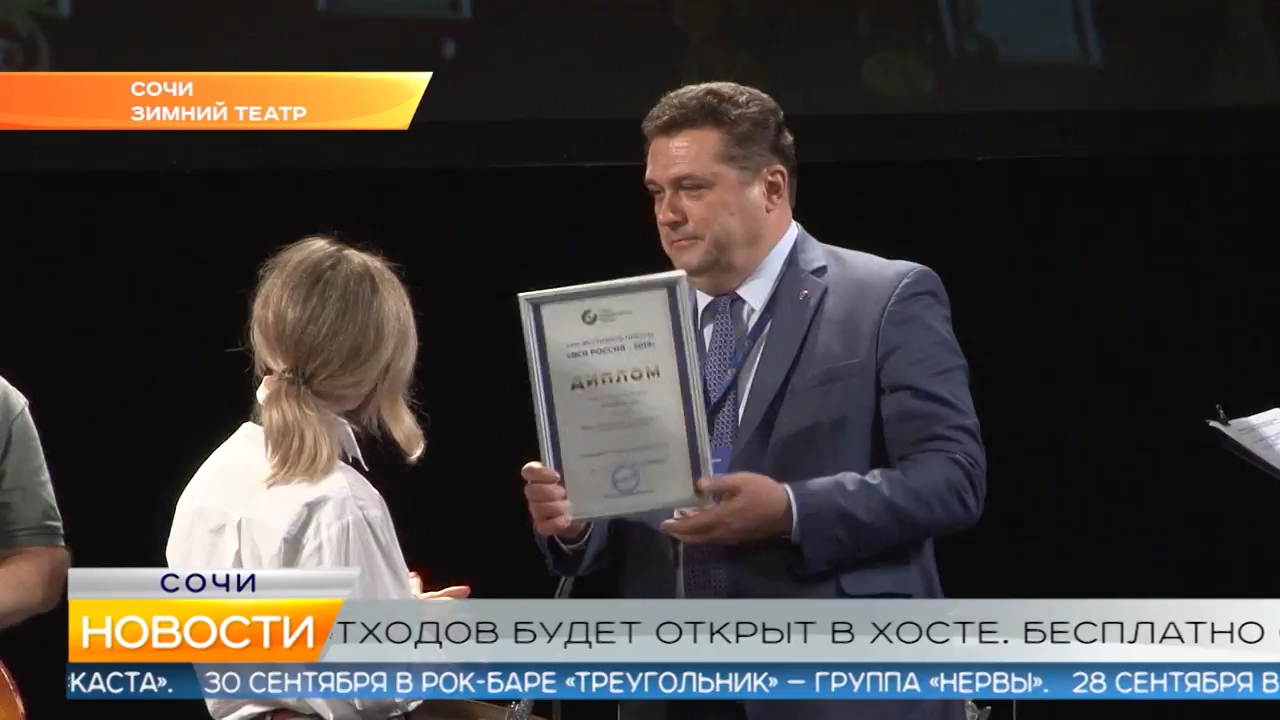 СОЧИ
ЗИМНИЙ ТЕАТР
«ВСЯ РОССИЯ - 2019»
ДИПЛОМ
СОЧИ
НОВОСТИ
ТХОДОВ БУДЕТ ОТКРЫТ В ХОСТЕ. БЕСПЛАТНО
КАСТА». 30 СЕНТЯБРЯ В РОК-БАРЕ «ТРЕУГОЛЬНИК» — ГРУППА «НЕРВЫ». 28 СЕНТЯБРЯ В